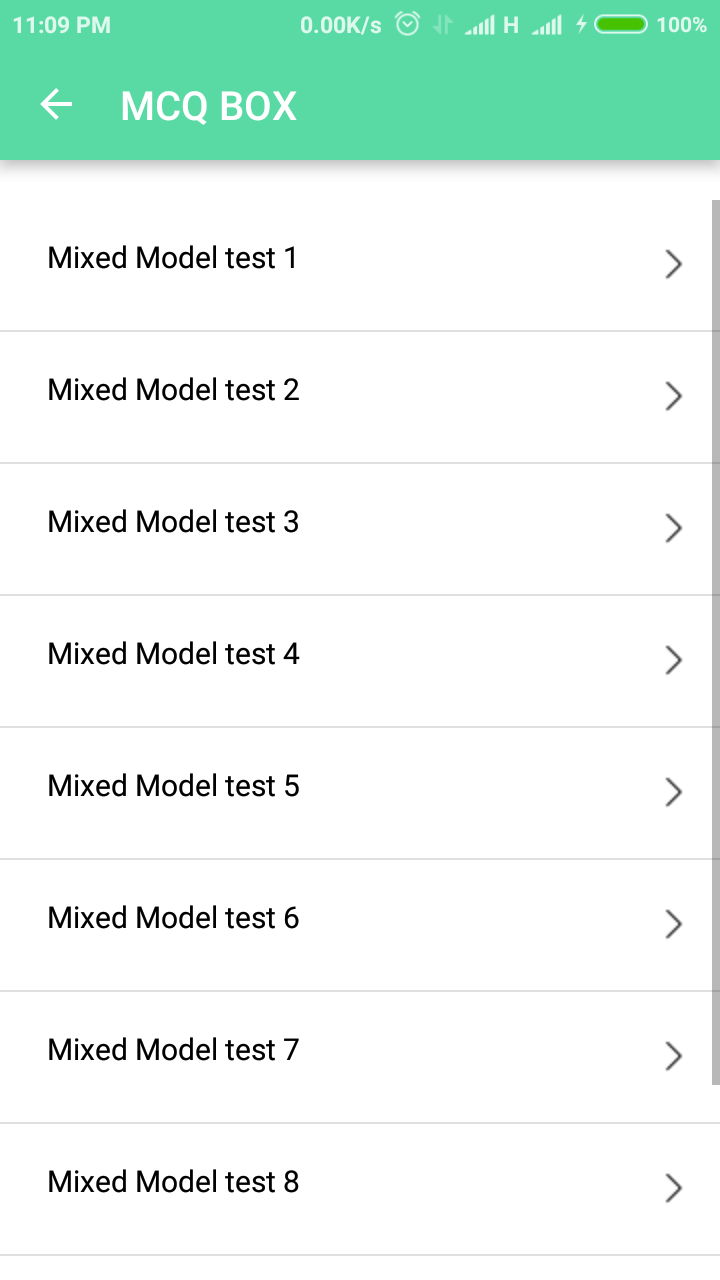 11:09 PM 0.00K/s H 100%
MCQ BOX
Mixed Model test 1
Mixed Model test 2
Mixed Model test 3
Mixed Model test 4
Mixed Model test 5
Mixed Model test 6
Mixed Model test 7
Mixed Model test 8